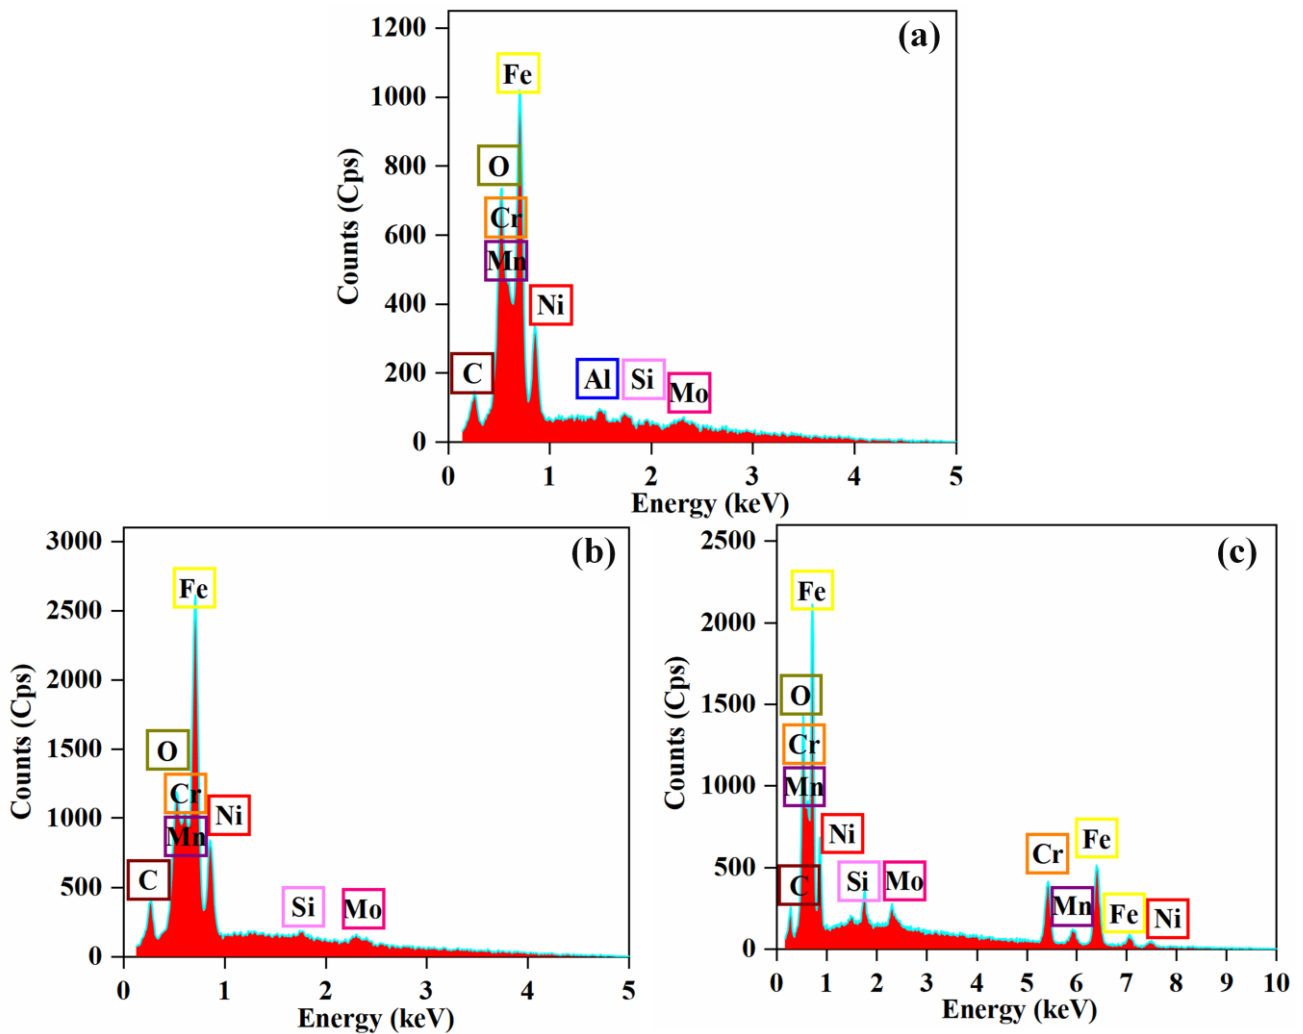 (a)
1200
1000
800
600
400
200
0
Counts (Cps)
Fe
O
Cr
Mn
Ni
C
Al
Si
Mo
0 1 2 3 4 5
Energy (keV)
(b)
3000
2500
2000
1500
1000
500
0
Counts (Cps)
Fe
O
Cr
Ni
Mn
C
Si
Mo
0 1 2 3 4 5
Energy (keV)
(c)
2500
2000
1500
1000
500
0
Counts (Cps)
Fe
O
Cr
Mn
Ni
C
Si
Mo
Cr
Fe
Mn
Fe
Ni
0 1 2 3 4 5 6 7 8 9 10
Energy (keV)